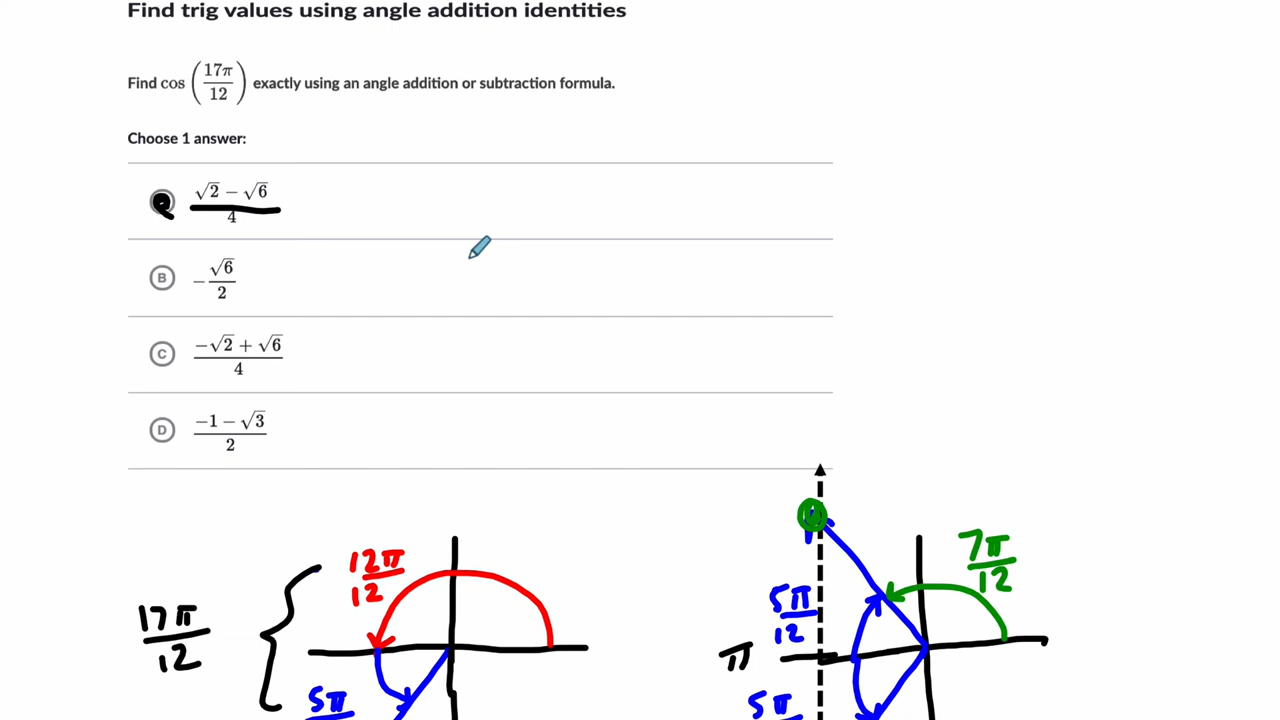 Find trig values using angle addition identities
Find cos (17π/12) exactly using an angle addition or subtraction formula.
Choose 1 answer:
√2 − √6 / 4
B −√6/2
C −√2 + √6 / 4
D −1 − √3 / 2
17π/12
12π/12
5π
π
5π/12
7π/12
5π